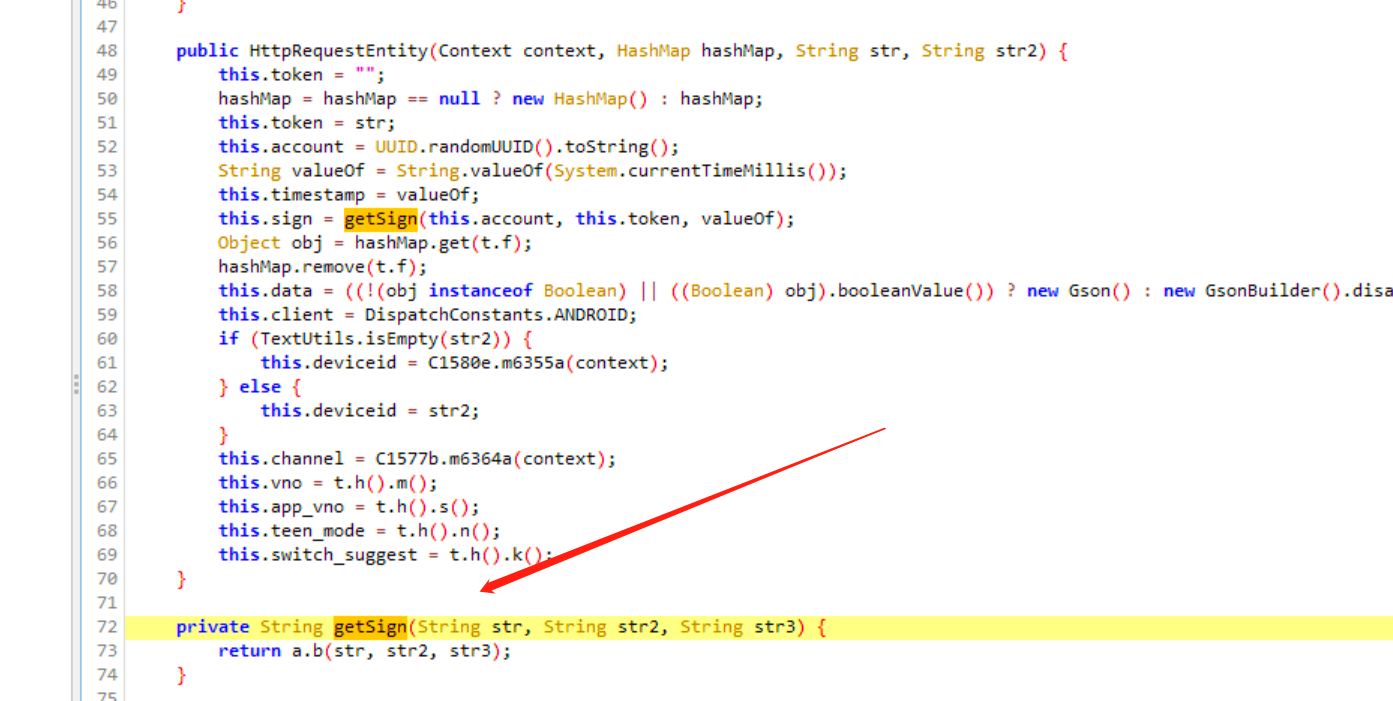 46 }
47
48 public HttpRequestEntity(Context context, HashMap hashMap, String str, String str2) {
49 this.token = "";
50 hashMap = hashMap == null ? new HashMap() : hashMap;
51 this.token = str;
52 this.account = UUID.randomUUID().toString();
53 String valueOf = String.valueOf(System.currentTimeMillis());
54 this.timestamp = valueOf;
55 this.sign = getSign(this.account, this.token, valueOf);
56 Object obj = hashMap.get(t.f);
57 hashMap.remove(t.f);
58 this.data = ((!(obj instanceof Boolean) || ((Boolean) obj).booleanValue()) ? new Gson() : new GsonBuilder().disa
59 this.client = DispatchConstants.ANDROID;
60 if (TextUtils.isEmpty(str2)) {
61 this.deviceid = C1580e.m6355a(context);
62 } else {
63 this.deviceid = str2;
64 }
65 this.channel = C1577b.m6364a(context);
66 this.vno = t.h().m();
67 this.app_vno = t.h().s();
68 this.teen_mode = t.h().n();
69 this.switch_suggest = t.h().k();
70 }
71
72 private String getSign(String str, String str2, String str3) {
73 return a.b(str, str2, str3);
74 }
75